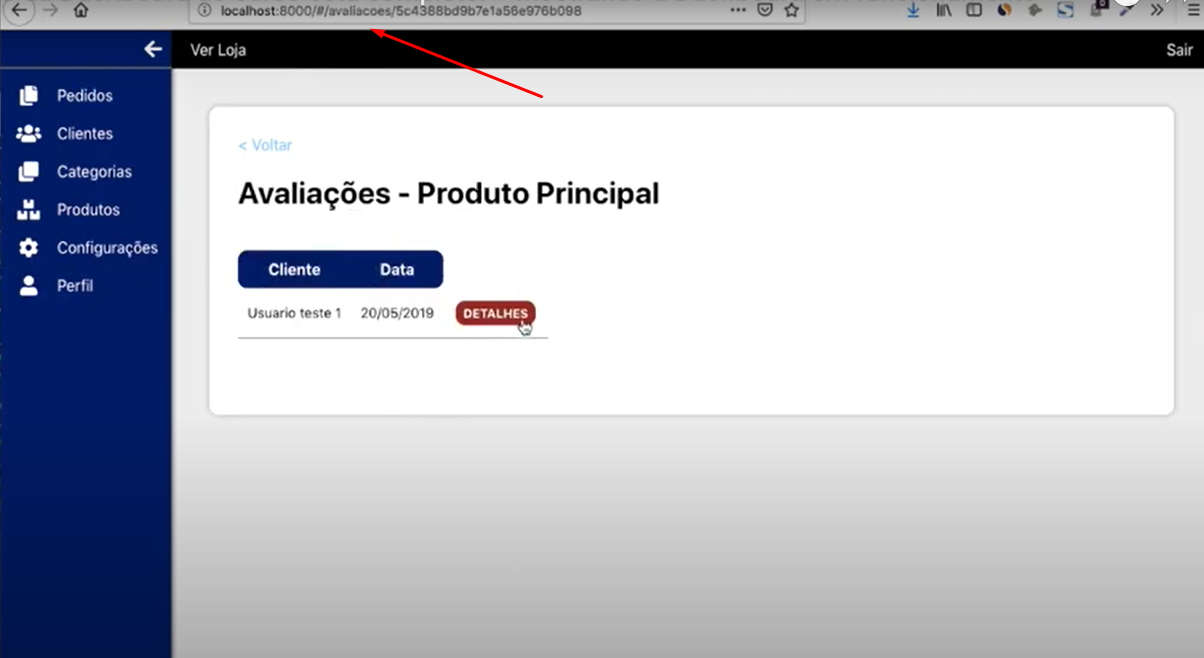 localhost:8000/#/avaliacoes/5c4388bd9b7e1a56e976b098
Ver Loja
Sair
Pedidos
Clientes
Categorias
Produtos
Configurações
Perfil
< Voltar
Avaliações - Produto Principal
Cliente Data
Usuario teste 1 20/05/2019 DETALHES